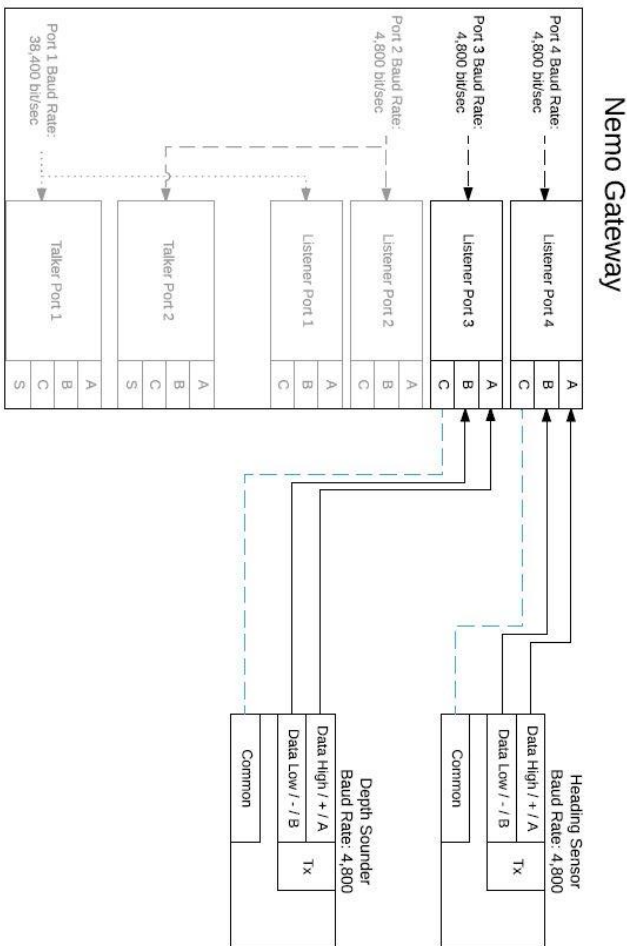 Nemo Gateway
Port 4 Baud Rate:
4,800 bit/sec
Listener Port 4
A
B
C
Port 3 Baud Rate:
4,800 bit/sec
Listener Port 3
A
B
C
Port 2 Baud Rate:
4,800 bit/sec
Listener Port 2
A
B
C
Listener Port 1
A
B
C
Talker Port 2
A
B
C
S
Port 1 Baud Rate:
38,400 bit/sec
Talker Port 1
A
B
C
S
Heading Sensor
Baud Rate: 4,800
Data High / + / A
Data Low / - / B
Tx
Common
Depth Sounder
Baud Rate: 4,800
Data High / + / A
Data Low / - / B
Tx
Common